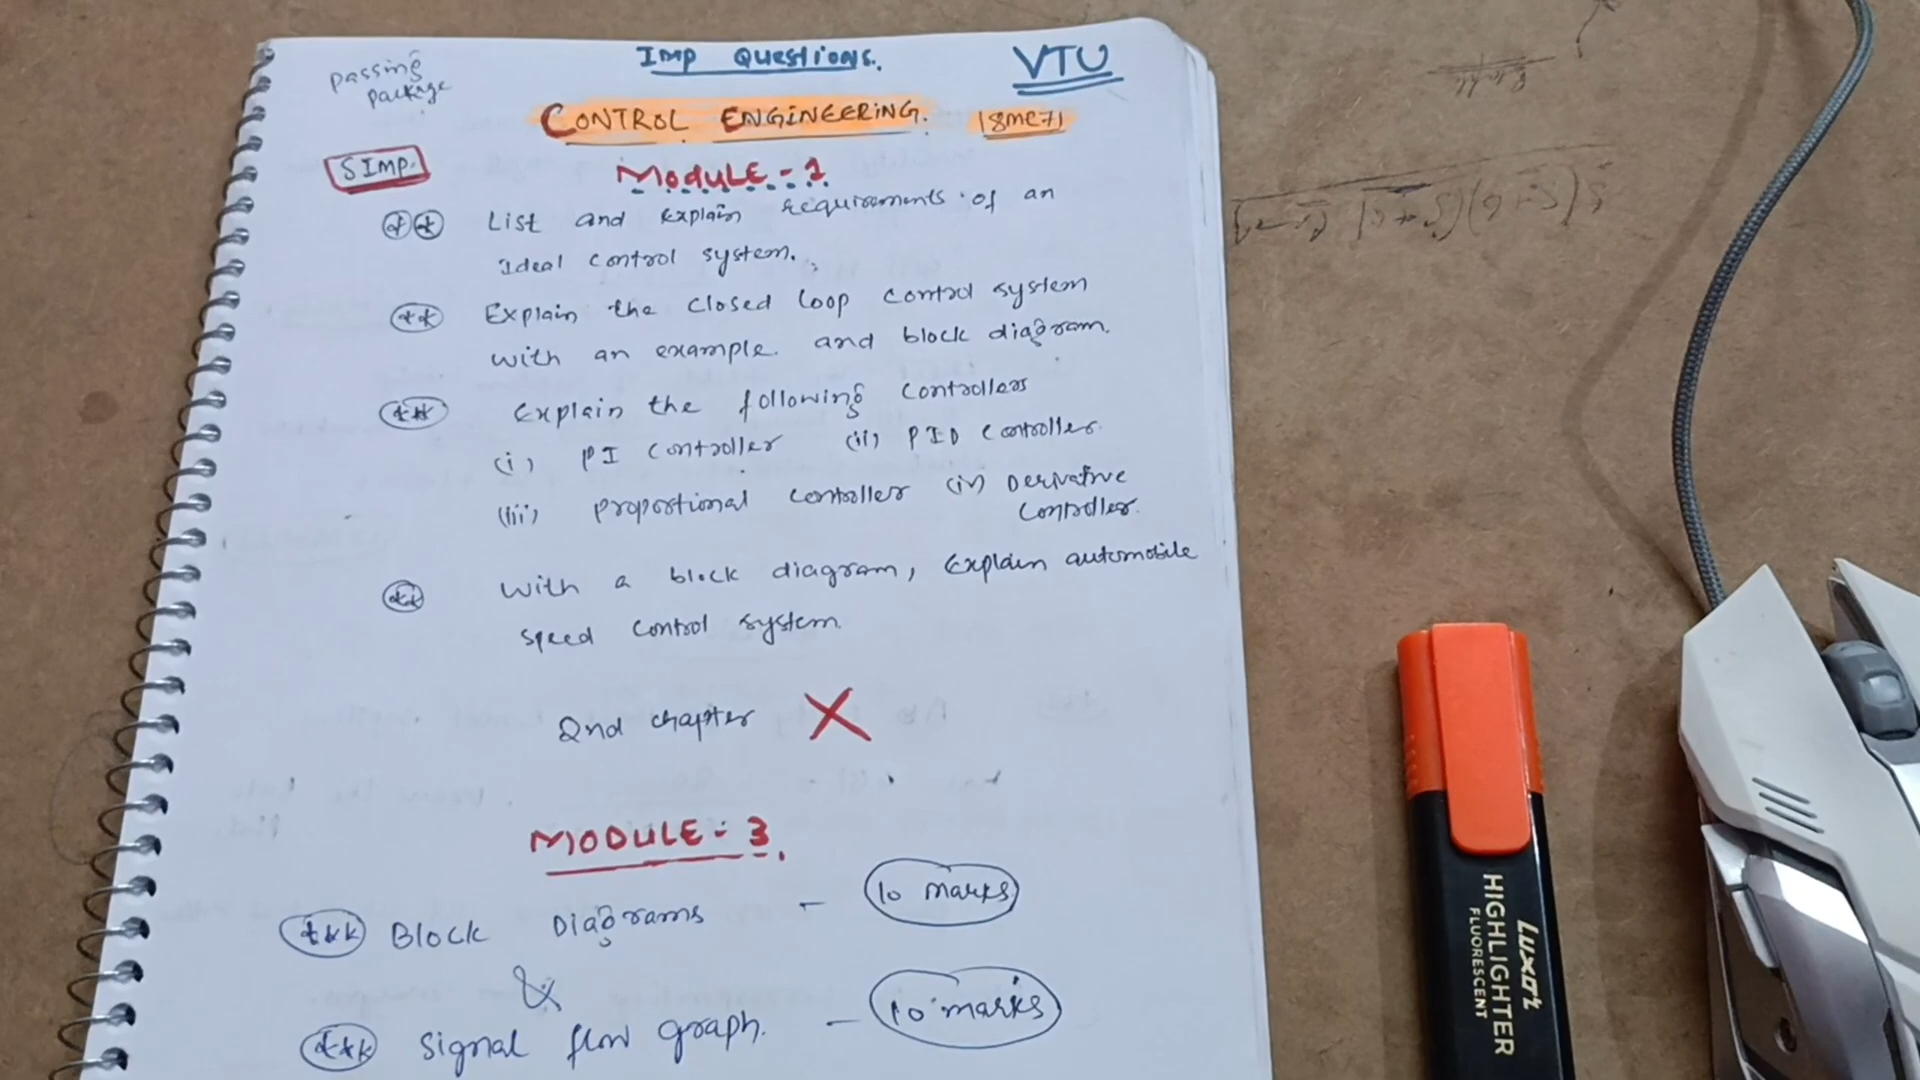 passing
package
Imp Questions.
VTU
CONTROL ENGINEERING.
18ME71
SImp.
Module - 1
List and Explain Requirements of an
Ideal control system.
Explain the closed loop control system
with an example. and block diagram.
Explain the following controllers
(i) PI controller (ii) PID controller.
(iii) proportional controller (iv) Derivative
controller.
With a block diagram, Explain automobile
speed control system.
2nd chapter X
MODULE - 3
*** Block Diagrams - 10 marks
&
*** Signal flow graph. - 10 marks
Luxor
HIGHLIGHTER
FLUORESCENT